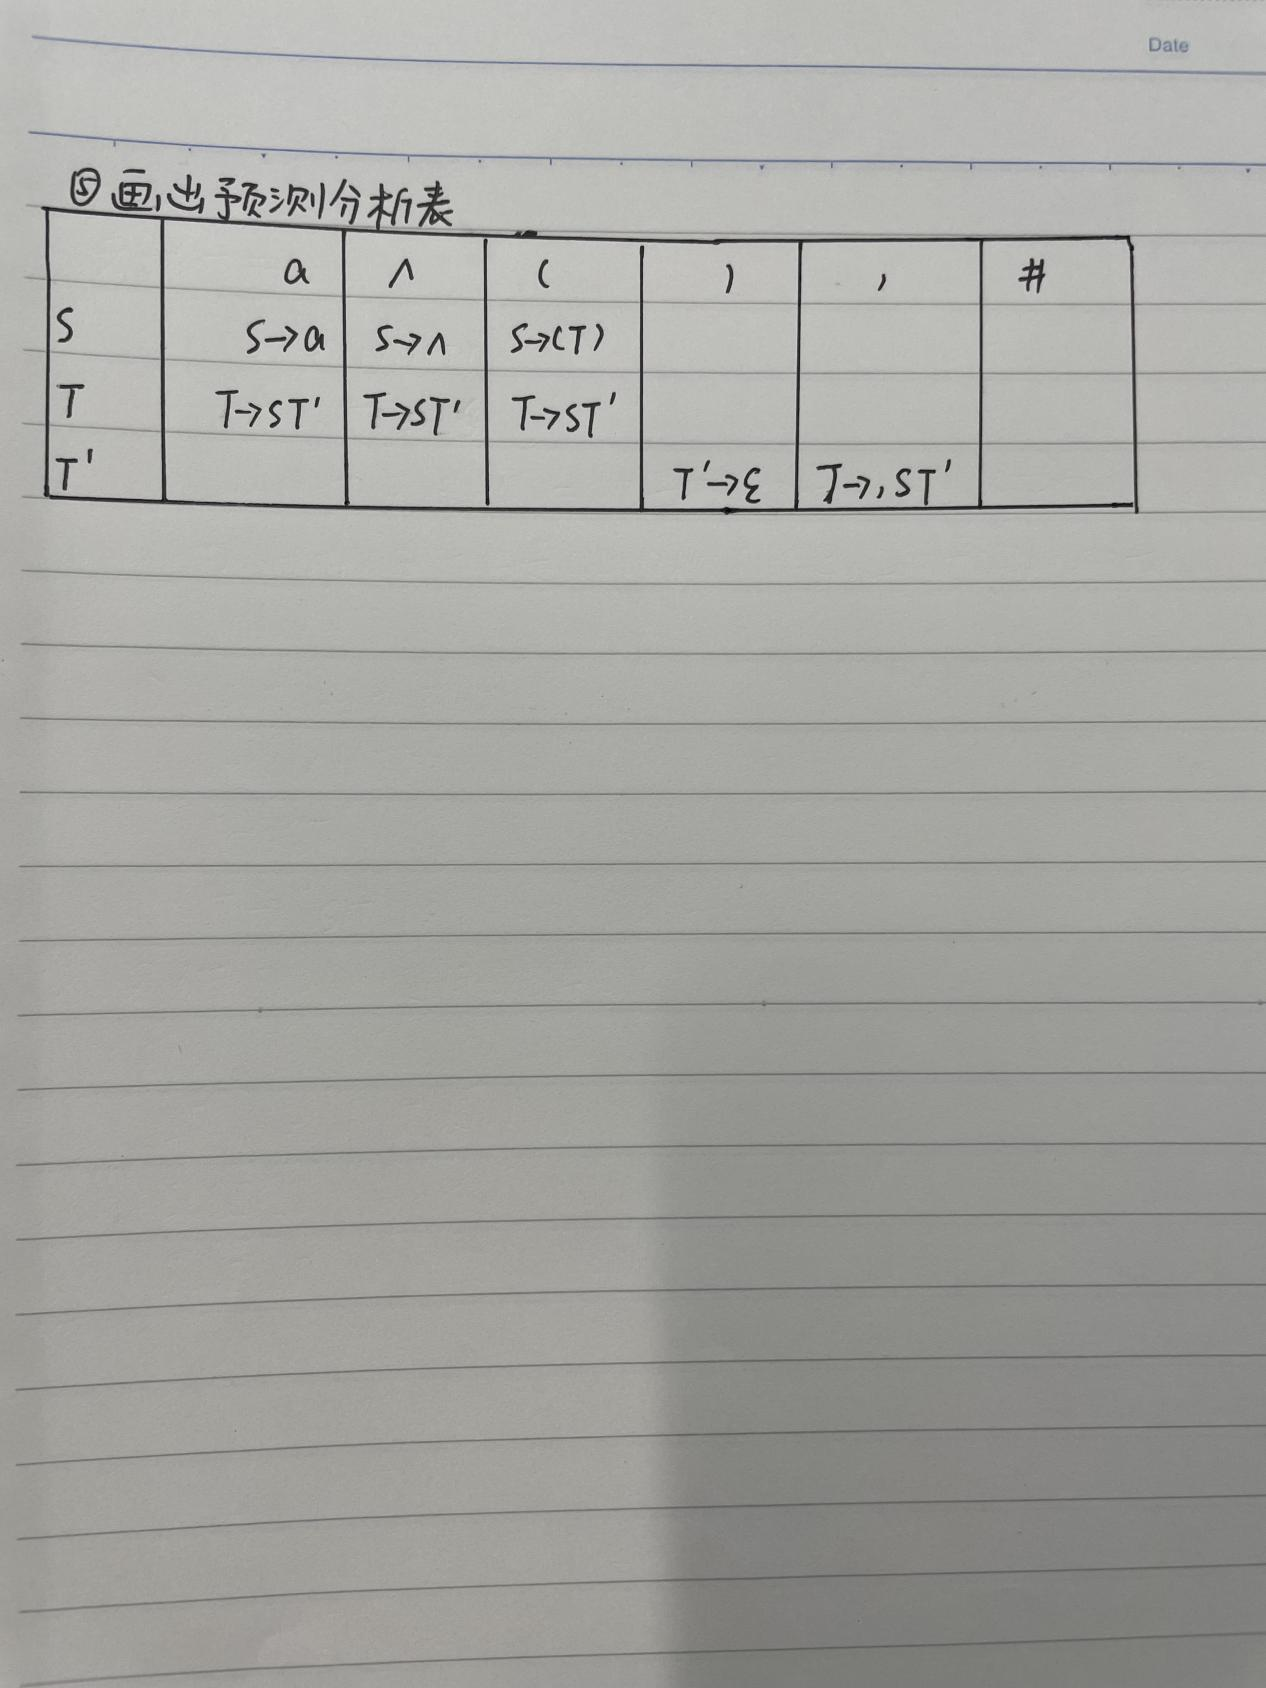 Date
⑤画出预测分析表
a ∧ ( ) , #
S S→a S→∧ S→(T)
T T→ST' T→ST' T→ST'
T' T'→ε T→,ST'